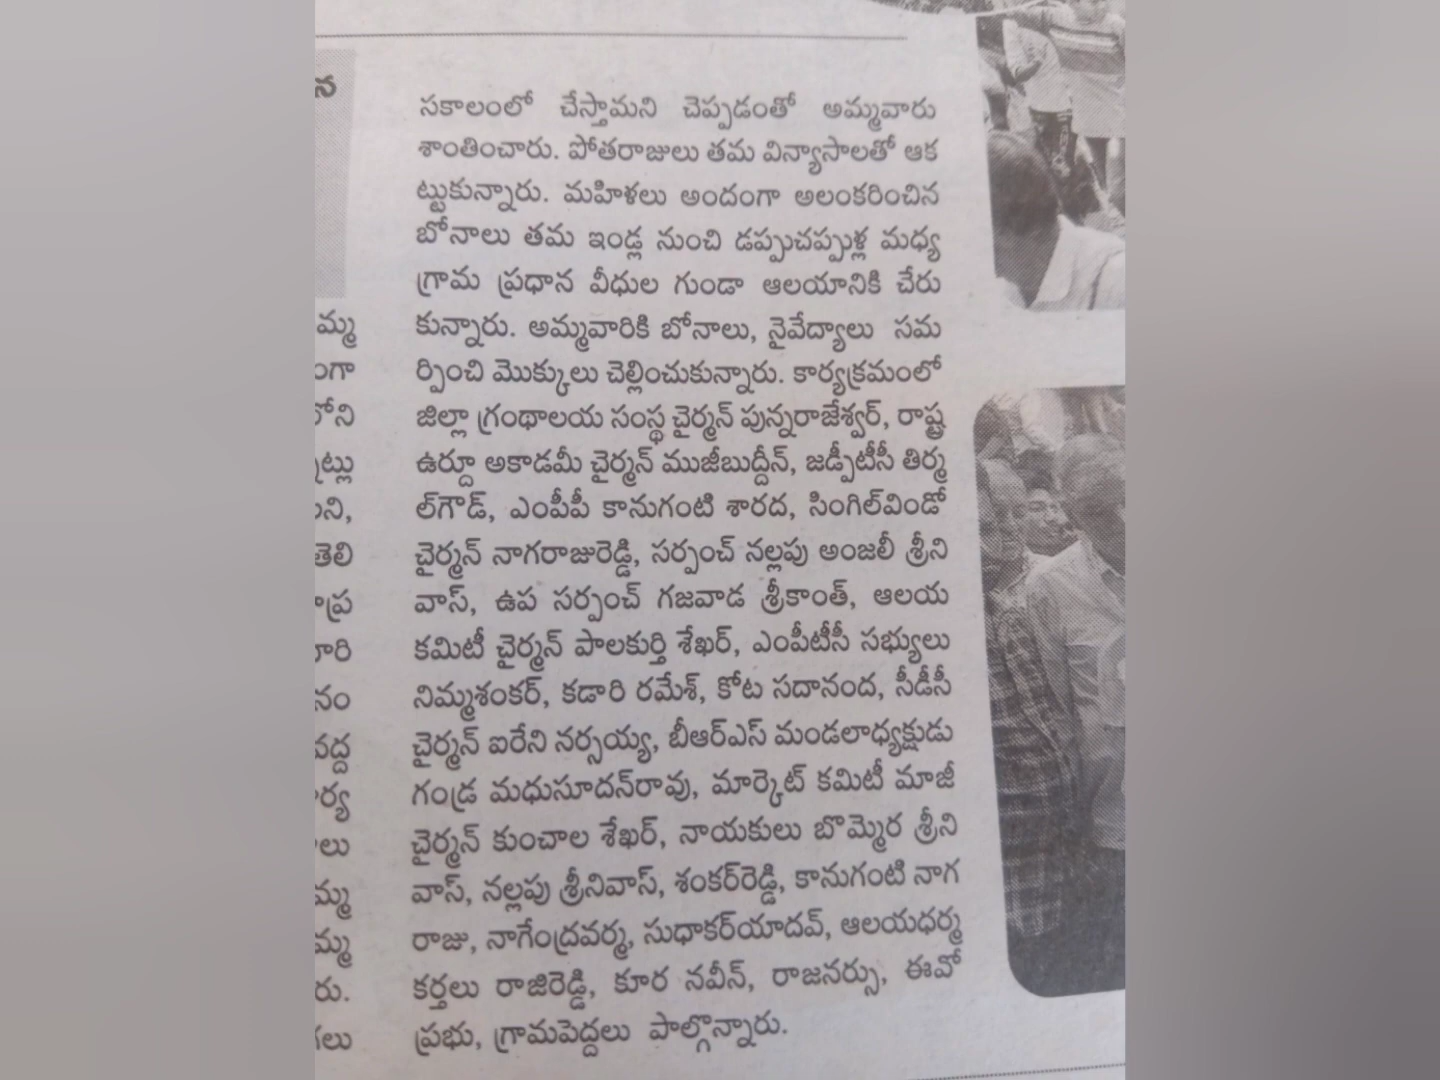 న
మ్మ
ంగా
ోని
ట్లు
ని,
తెలి
ప్ర
ారి
నం
వద్ద
ర్య
లు
మ్మ
మ్మ
రు.
లు
సకాలంలో చేస్తామని చెప్పడంతో అమ్మవారు
శాంతించారు. పోతరాజులు తమ విన్యాసాలతో ఆక
ట్టుకున్నారు. మహిళలు అందంగా అలంకరించిన
బోనాలు తమ ఇండ్ల నుంచి డప్పుచప్పుళ్ల మధ్య
గ్రామ ప్రధాన వీధుల గుండా ఆలయానికి చేరు
కున్నారు. అమ్మవారికి బోనాలు, నైవేద్యాలు సమ
ర్పించి మొక్కులు చెల్లించుకున్నారు. కార్యక్రమంలో
జిల్లా గ్రంథాలయ సంస్థ చైర్మన్ పున్నరాజేశ్వర్, రాష్ట్ర
ఉర్దూ అకాడమీ చైర్మన్ ముజీబుద్దీన్, జడ్పీటీసీ తిర్మ
ల్‌గౌడ్, ఎంపీపీ కానుగంటి శారద, సింగిల్‌విండో
చైర్మన్ నాగరాజురెడ్డి, సర్పంచ్ నల్లపు అంజలీ శ్రీని
వాస్, ఉప సర్పంచ్ గజవాడ శ్రీకాంత్, ఆలయ
కమిటీ చైర్మన్ పాలకుర్తి శేఖర్, ఎంపీటీసీ సభ్యులు
నిమ్మశంకర్, కడారి రమేశ్, కోట సదానంద, సీడీసీ
చైర్మన్ ఐరేని నర్సయ్య, బీఆర్ఎస్ మండలాధ్యక్షుడు
గండ్ర మధుసూదన్‌రావు, మార్కెట్ కమిటీ మాజీ
చైర్మన్ కుంచాల శేఖర్, నాయకులు బొమ్మెర శ్రీని
వాస్, నల్లపు శ్రీనివాస్, శంకర్‌రెడ్డి, కానుగంటి నాగ
రాజు, నాగేంద్రవర్మ, సుధాకర్‌యాదవ్, ఆలయధర్మ
కర్తలు రాజిరెడ్డి, కూర నవీన్, రాజనర్సు, ఈవో
ప్రభు, గ్రామపెద్దలు పాల్గొన్నారు.